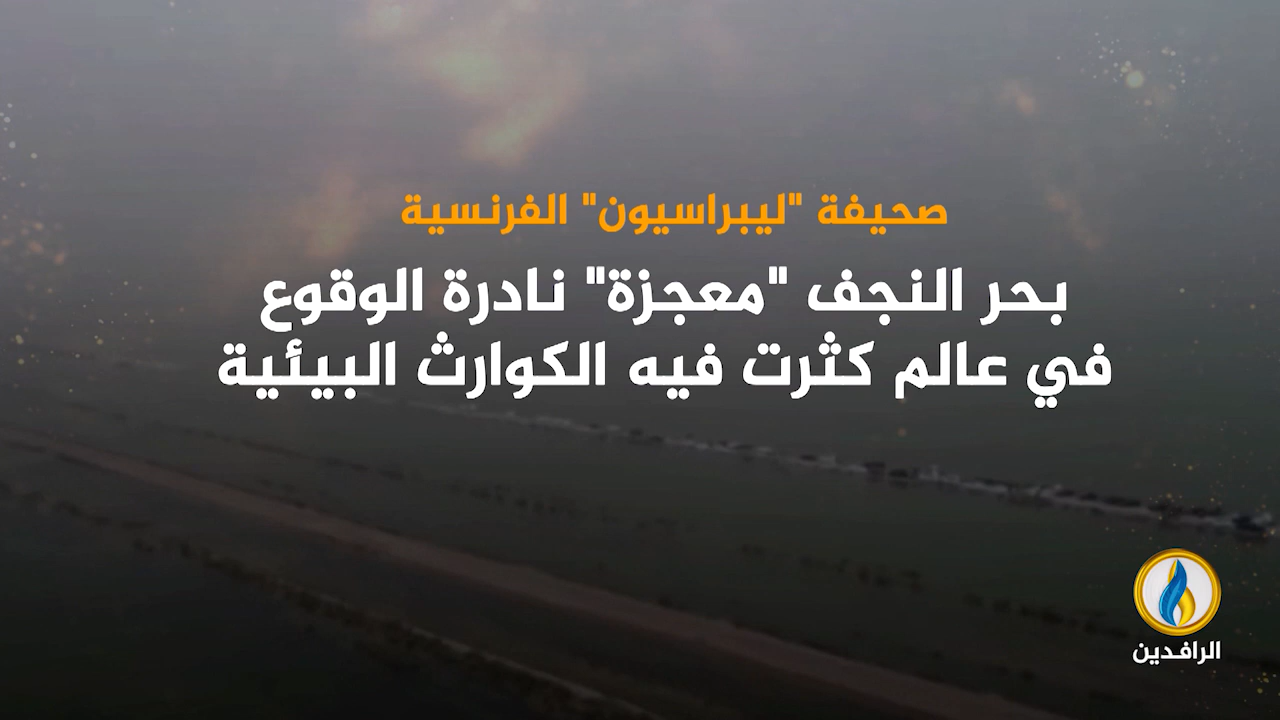 صحيفة "ليبراسيون" الفرنسية
بحر النجف "معجزة" نادرة الوقوع
في عالم كثرت فيه الكوارث البيئية
الرافدين